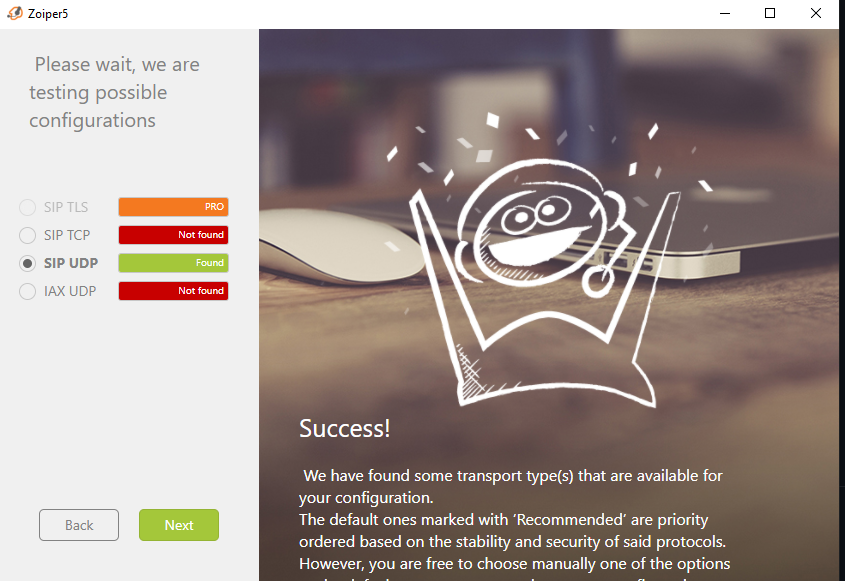 Zoiper5
Please wait, we are
testing possible
configurations
SIP TLS PRO
SIP TCP Not found
SIP UDP Found
IAX UDP Not found
Back Next
Success!
We have found some transport type(s) that are available for
your configuration.
The default ones marked with ‘Recommended’ are priority
ordered based on the stability and security of said protocols.
However, you are free to choose manually one of the options